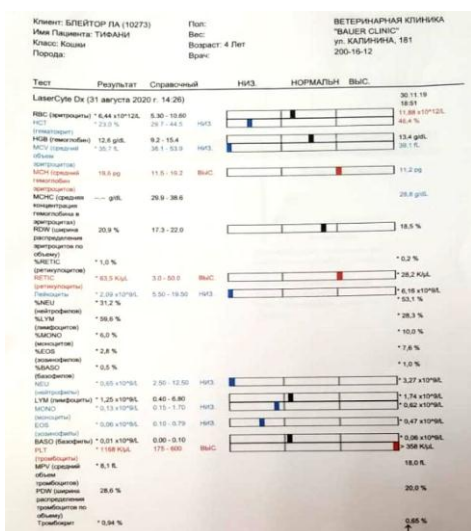 Клиент: БЛЕЙТОР ЛА (10273)
Имя Пациента: ТИФАНИ
Класс: Кошки
Порода:
Пол:
Вес:
Возраст: 4 Лет
Врач:
ВЕТЕРИНАРНАЯ КЛИНИКА
"BAUER CLINIC"
ул. КАЛИНИНА, 181
200-16-12
Тест Результат Справочный НИЗ. НОРМАЛЬН ВЫС.
LaserCyte Dx (31 августа 2020 г. 14:26) 30.11.19
18:51
RBC (эритроциты) * 6,44 x10^12/L 5.30 - 10.60 11,88 x10^12/L
HCT * 23,0 % 29.7 - 44.5 НИЗ. 46,4 %
(гематокрит)
HGB (гемоглобин) 12,6 g/dL 9.2 - 15.4 13,4 g/dL
MCV (средний * 35,7 fL 36.1 - 53.9 НИЗ. 39,1 fL
объем
эритроцитов)
MCH (средний 19,6 pg 11.5 - 16.2 ВЫС. 11,2 pg
гемоглобин
эритроцитов)
MCHC (средняя --.-- g/dL 29.9 - 38.6 28,8 g/dL
концентрация
гемоглобина в
эритроцитах)
RDW (ширина 20,9 % 17.3 - 22.0 18,5 %
распределения
эритроцитов по
объему)
%RETIC * 1,0 % * 0,2 %
(ретикулоцитов)
RETIC * 63,5 K/µL 3.0 - 50.0 ВЫС. * 28,2 K/µL
(ретикулоциты)
Лейкоциты * 2,09 x10^9/L 5.50 - 19.50 НИЗ. * 6,16 x10^9/L
%NEU * 31,2 % * 53,1 %
(нейтрофилов)
%LYM * 59,6 % * 28,3 %
(лимфоцитов)
%MONO * 6,0 % * 10,0 %
(моноцитов)
%EOS * 2,8 % * 7,6 %
(эозинофилов)
%BASO * 0,5 % * 1,0 %
(базофилов)
NEU * 0,65 x10^9/L 2.50 - 12.50 НИЗ. * 3,27 x10^9/L
(нейтрофилы)
LYM (лимфоциты) * 1,25 x10^9/L 0.40 - 6.80 * 1,74 x10^9/L
MONO * 0,13 x10^9/L 0.15 - 1.70 НИЗ. * 0,62 x10^9/L
(моноциты)
EOS * 0,06 x10^9/L 0.10 - 0.79 НИЗ. * 0,47 x10^9/L
(эозинофилы)
BASO (базофилы) * 0,01 x10^9/L 0.00 - 0.10 * 0,06 x10^9/L
PLT * 1168 K/µL 175 - 600 ВЫС. > 358 K/µL
(тромбоциты)
MPV (средний * 8,1 fL 18,0 fL
объем
тромбоцитов)
PDW (ширина 28,6 % 20,0 %
распределения
тромбоцитов по
объему)
Тромбокрит * 0,94 % 0,65 %